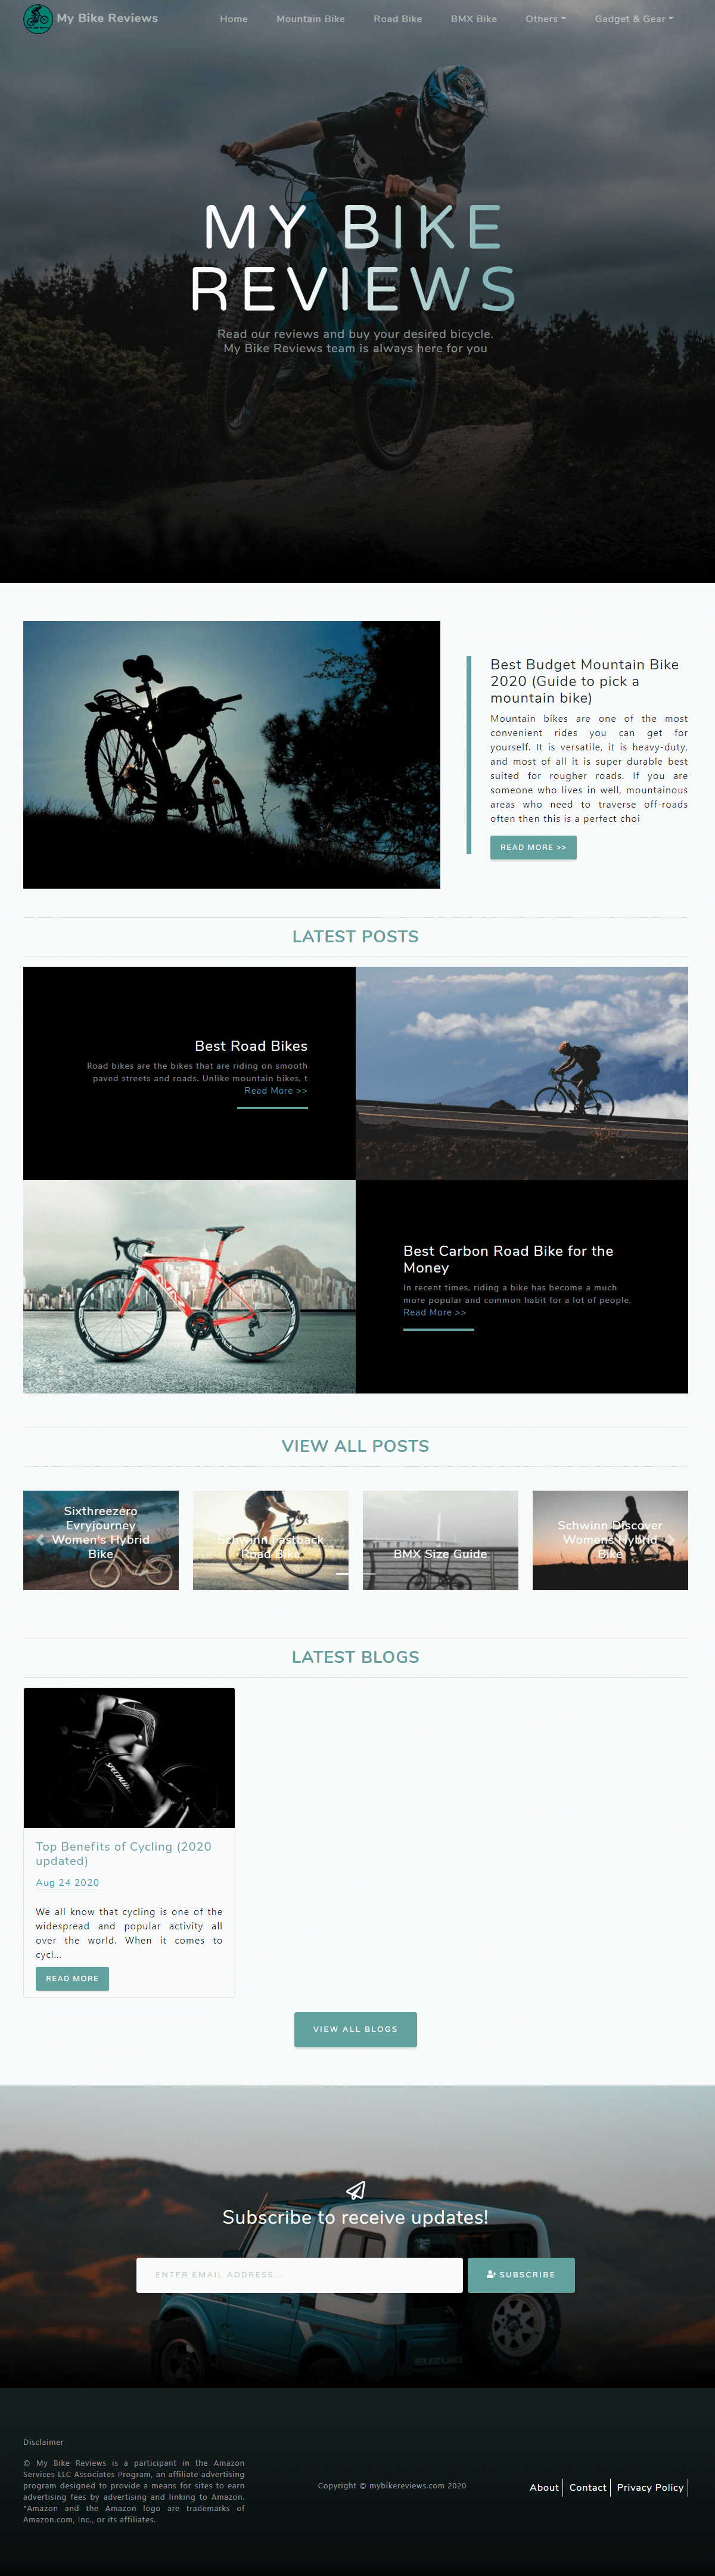 My Bike Reviews
Home Mountain Bike Road Bike BMX Bike Others Gadget & Gear
MY BIKE
REVIEWS
Read our reviews and buy your desired bicycle.
My Bike Reviews team is always here for you
Best Budget Mountain Bike
2020 (Guide to pick a
mountain bike)
Mountain bikes are one of the most
convenient rides you can get for
yourself. It is versatile, it is heavy-duty,
and most of all it is super durable best
suited for rougher roads. If you are
someone who lives in well, mountainous
areas who need to traverse off-roads
often then this is a perfect choi
READ MORE >>
LATEST POSTS
Best Road Bikes
Road bikes are the bikes that are riding on smooth
paved streets and roads. Unlike mountain bikes, t
Read More >>
Best Carbon Road Bike for the
Money
In recent times, riding a bike has become a much
more popular and common habit for a lot of people,
Read More >>
VIEW ALL POSTS
Sixthreezero
Evryjourney
Women's Hybrid
Bike
Schwinn Fastback
Road Bike
BMX Size Guide
Schwinn Discover
Womens Hybrid
Bike
LATEST BLOGS
SPECIALIZED
Top Benefits of Cycling (2020
updated)
Aug 24 2020
We all know that cycling is one of the
widespread and popular activity all
over the world. When it comes to
cycl...
READ MORE
VIEW ALL BLOGS
Subscribe to receive updates!
ENTER EMAIL ADDRESS...
SUBSCRIBE
SUZUKI
Disclaimer
© My Bike Reviews is a participant in the Amazon
Services LLC Associates Program, an affiliate advertising
program designed to provide a means for sites to earn
advertising fees by advertising and linking to Amazon.
*Amazon and the Amazon logo are trademarks of
Amazon.com, Inc., or its affiliates.
Copyright © mybikereviews.com 2020
About Contact Privacy Policy